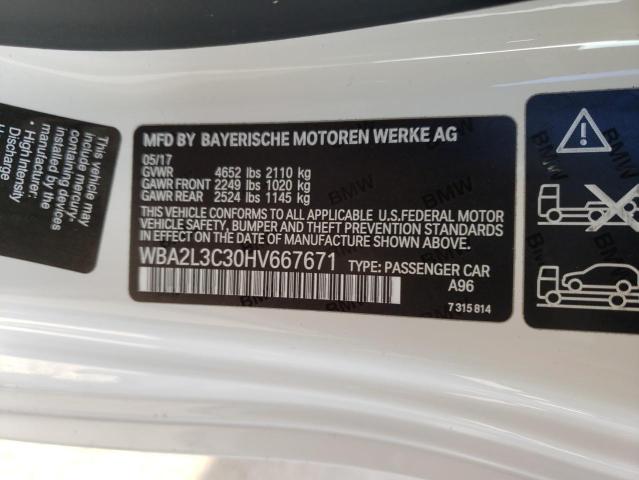 This vehicle may
manufacturer:
contain the
installed by
installed devices
• High Intensity
Discharge
MFD BY BAYERISCHE MOTOREN WERKE AG
05/17
GVWR 4652 lbs 2110 kg
GAWR FRONT 2249 lbs 1020 kg
GAWR REAR 2524 lbs 1145 kg
THIS VEHICLE CONFORMS TO ALL APPLICABLE U.S.FEDERAL MOTOR
VEHICLE SAFETY, BUMPER AND THEFT PREVENTION STANDARDS
IN EFFECT ON THE DATE OF MANUFACTURE SHOWN ABOVE.
WBA2L3C30HV667671 TYPE: PASSENGER CAR
A96
7 315 814